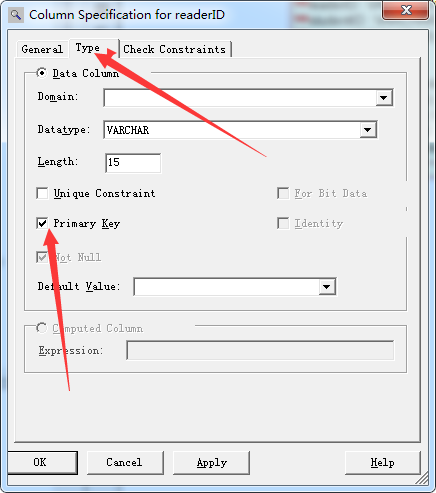 Column Specification for readerID
General Type Check Constraints
Data Column
Domain:
Datatype: VARCHAR
Length: 15
Unique Constraint For Bit Data
Primary Key Identity
Not Null
Default Value:
Computed Column
Expression:
OK Cancel Apply Help